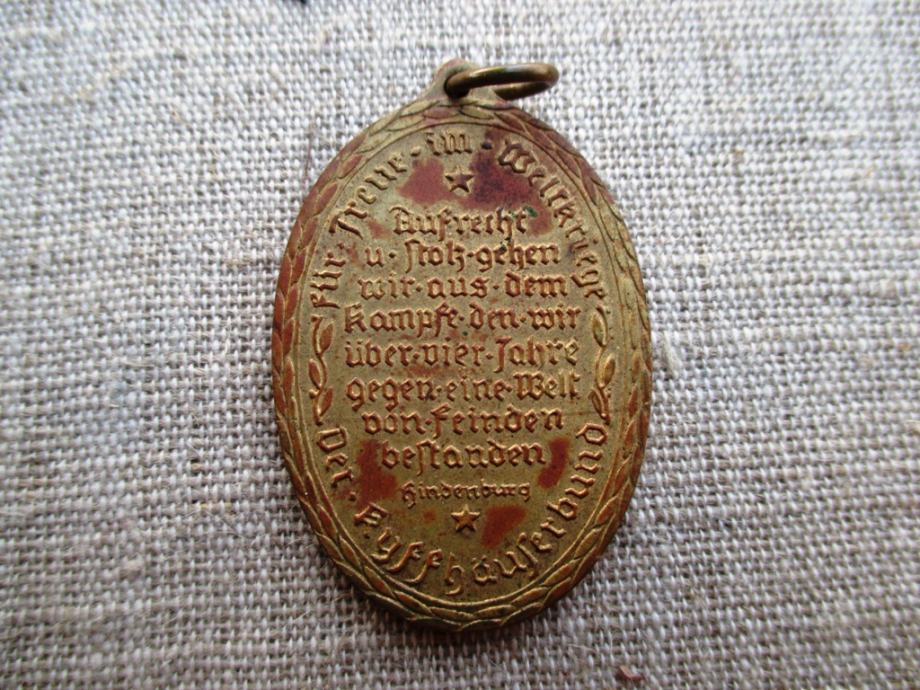 für·Treue·im·Weltkriege
Aufrecht
u·stolz·gehen
wir·aus·dem
Kampfe·den·wir
über·vier·Jahre
gegen·eine·Welt
von·Feinden
bestanden
Hindenburg
Der·Kyffhäuserbund